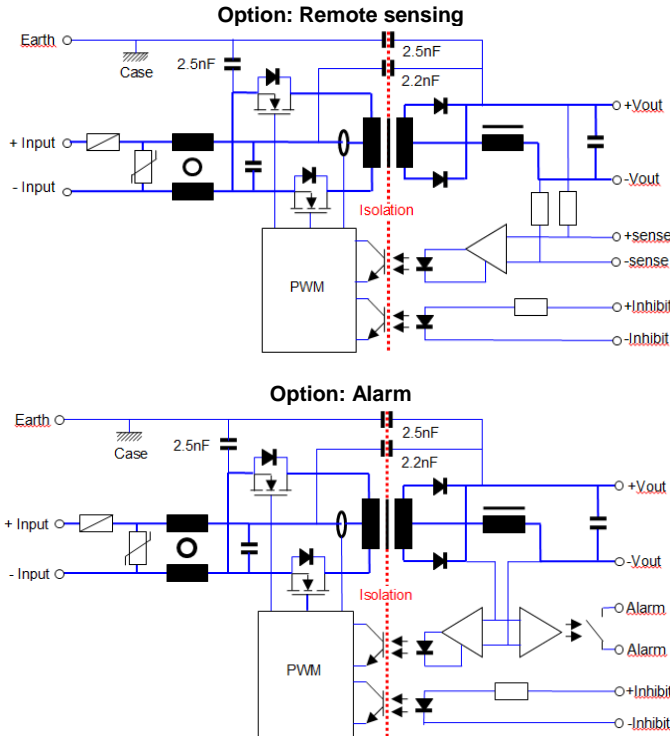 Option: Remote sensing
Earth
Case
2.5nF
2.5nF
2.2nF
+Vout
+ Input
- Input
-Vout
Isolation
+sense
-sense
PWM
+Inhibit
-Inhibit
Option: Alarm
Earth
Case
2.5nF
2.5nF
2.2nF
+Vout
+ Input
- Input
-Vout
Isolation
Alarm
Alarm
PWM
+Inhibit
-Inhibit